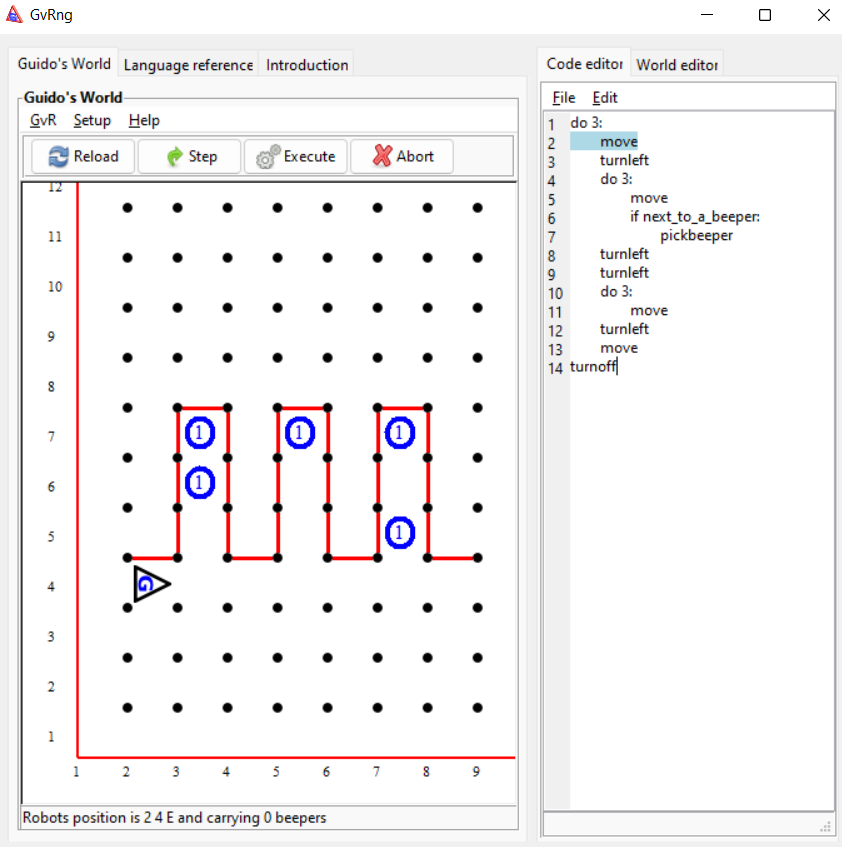 GvRng
Guido's World Language reference Introduction
Guido's World
GvR Setup Help
Reload Step Execute Abort
12
11
10
9
8
7
6
5
4
3
2
1
1 1 1
1
1
G
1 2 3 4 5 6 7 8 9
Robots position is 2 4 E and carrying 0 beepers
Code editor World editor
File Edit
1 do 3:
2 move
3 turnleft
4 do 3:
5 move
6 if next_to_a_beeper:
7 pickbeeper
8 turnleft
9 turnleft
10 do 3:
11 move
12 turnleft
13 move
14 turnoff